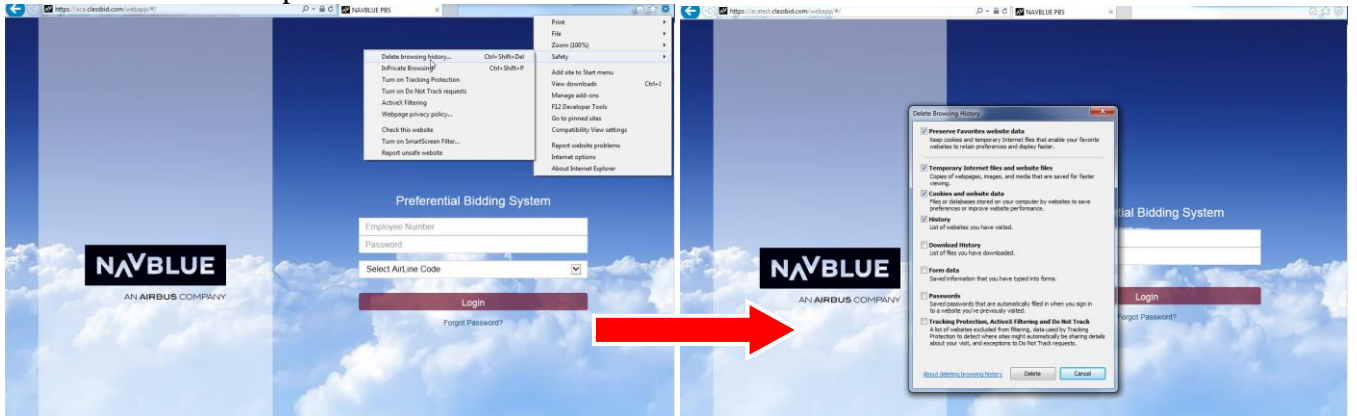 https://aca.classbid.com/webapp/#/
NAVBLUE PBS
Print
File
Zoom (100%)
Safety
Add site to Start menu
View downloads Ctrl+J
Manage add-ons
F12 Developer Tools
Go to pinned sites
Compatibility View settings
Report website problems
Internet options
About Internet Explorer
Delete browsing history... Ctrl+Shift+Del
InPrivate Browsing Ctrl+Shift+P
Turn on Tracking Protection
Turn on Do Not Track requests
ActiveX Filtering
Webpage privacy policy...
Check this website
Turn on SmartScreen Filter...
Report unsafe website
Preferential Bidding System
Employee Number
Password
Select AirLine Code
Login
Forgot Password?
NAVBLUE
AN AIRBUS COMPANY
https://acatest.classbid.com/webapp/#/
NAVBLUE PBS
Delete Browsing History
Preserve Favorites website data
Keep cookies and temporary Internet files that enable your favorite
websites to retain preferences and display faster.
Temporary Internet files and website files
Copies of webpages, images, and media that are saved for faster
viewing.
Cookies and website data
Files or databases stored on your computer by websites to save
preferences or improve website performance.
History
List of websites you have visited.
Download History
List of files you have downloaded.
Form data
Saved information that you have typed into forms.
Passwords
Saved passwords that are automatically filled in when you sign in
to a website you've previously visited.
Tracking Protection, ActiveX Filtering and Do Not Track
A list of websites excluded from filtering, data used by Tracking
Protection to detect where sites might automatically be sharing details
about your visit, and exceptions to Do Not Track requests.
About deleting browsing history
Delete
Cancel
tial Bidding System
Login
Forgot Password?
NAVBLUE
AN AIRBUS COMPANY